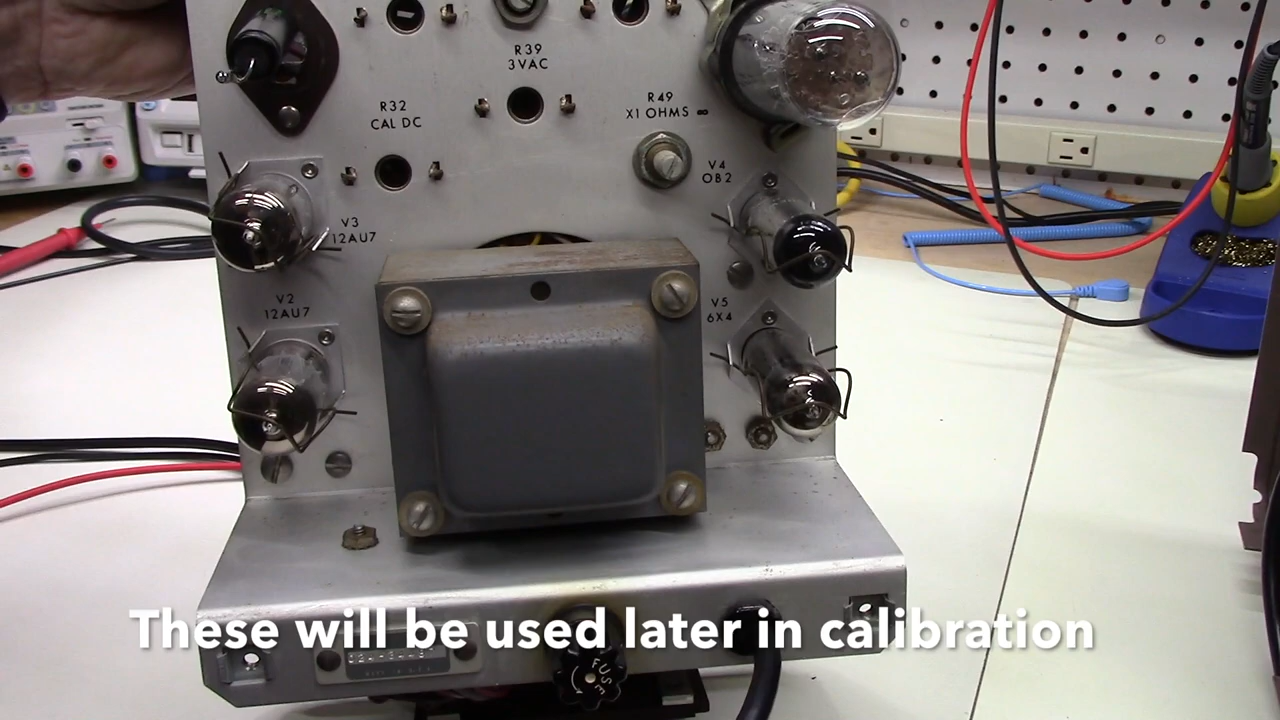 R39
3VAC
R32
CAL DC
R49
X1 OHMS ∞
V4
OB2
V3
12AU7
V2
12AU7
V5
6X4
These will be used later in calibration
FUSE